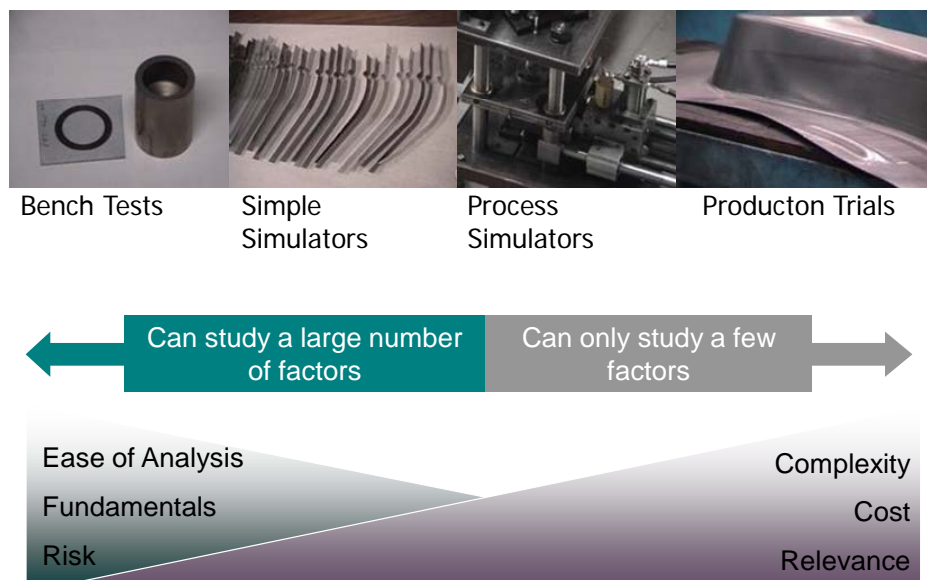 Bench Tests
Simple
Simulators
Process
Simulators
Producton Trials
Can study a large number
of factors
Can only study a few
factors
Ease of Analysis
Fundamentals
Risk
Complexity
Cost
Relevance